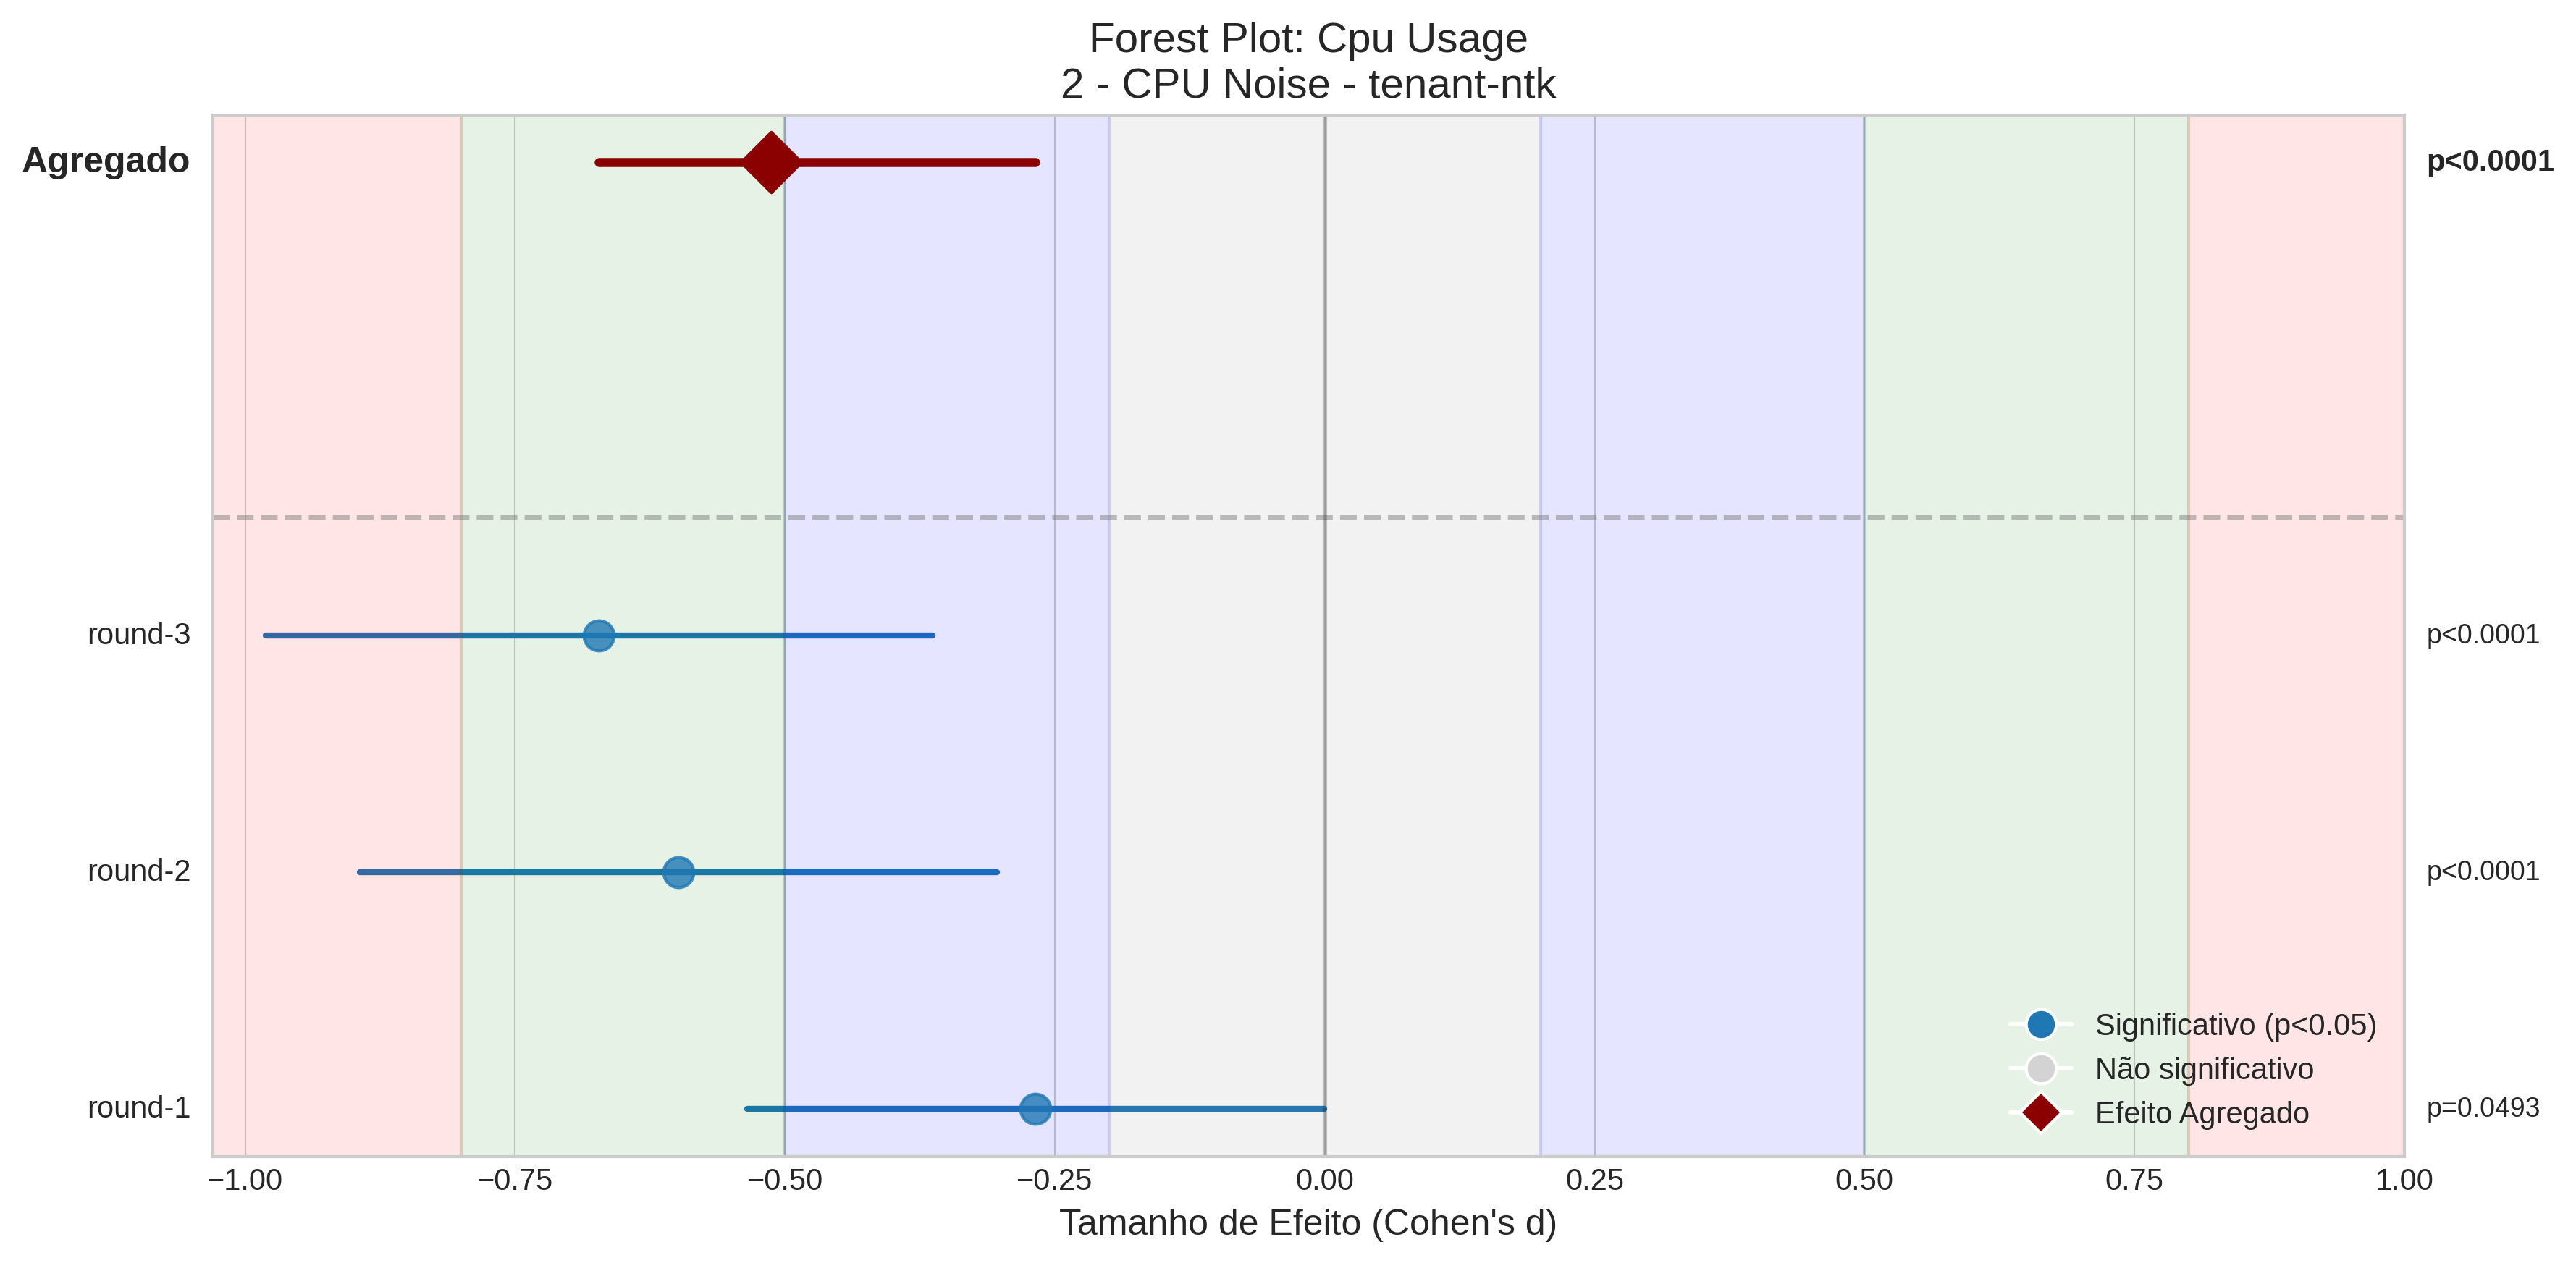 Forest Plot: Cpu Usage
2 - CPU Noise - tenant-ntk
Agregado
p<0.0001
round-3
p<0.0001
round-2
p<0.0001
round-1
p=0.0493
Significativo (p<0.05)
Não significativo
Efeito Agregado
−1.00 −0.75 −0.50 −0.25 0.00 0.25 0.50 0.75 1.00
Tamanho de Efeito (Cohen's d)